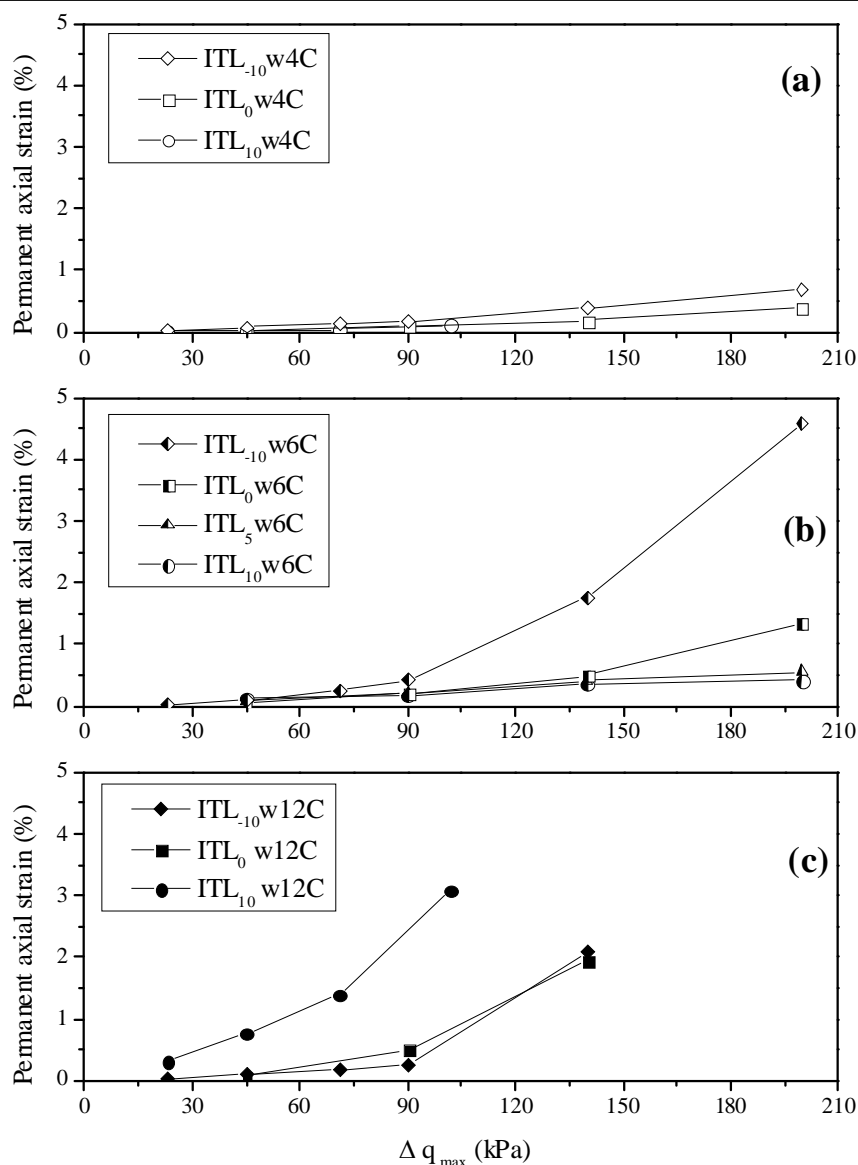 5
4
3
2
1
0
Permanent axial strain (%)
ITL-10w4C
ITL0w4C
ITL10w4C
(a)
0 30 60 90 120 150 180 210
5
4
3
2
1
0
Permanent axial strain (%)
ITL-10w6C
ITL0w6C
ITL5w6C
ITL10w6C
(b)
0 30 60 90 120 150 180 210
5
4
3
2
1
0
Permanent axial strain (%)
ITL-10w12C
ITL0 w12C
ITL10 w12C
(c)
0 30 60 90 120 150 180 210
Δ qmax (kPa)